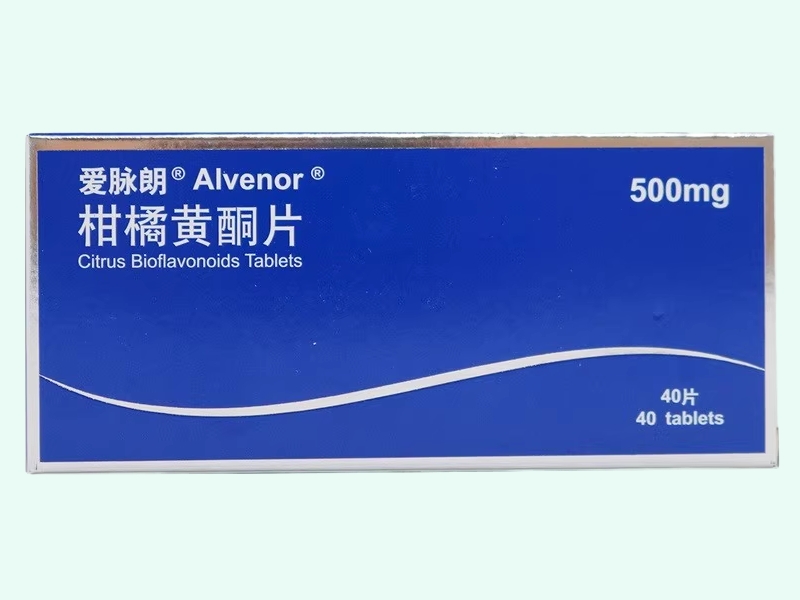 爱脉朗® Alvenor®
500mg
柑橘黄酮片
Citrus Bioflavonoids Tablets
40片
40 tablets